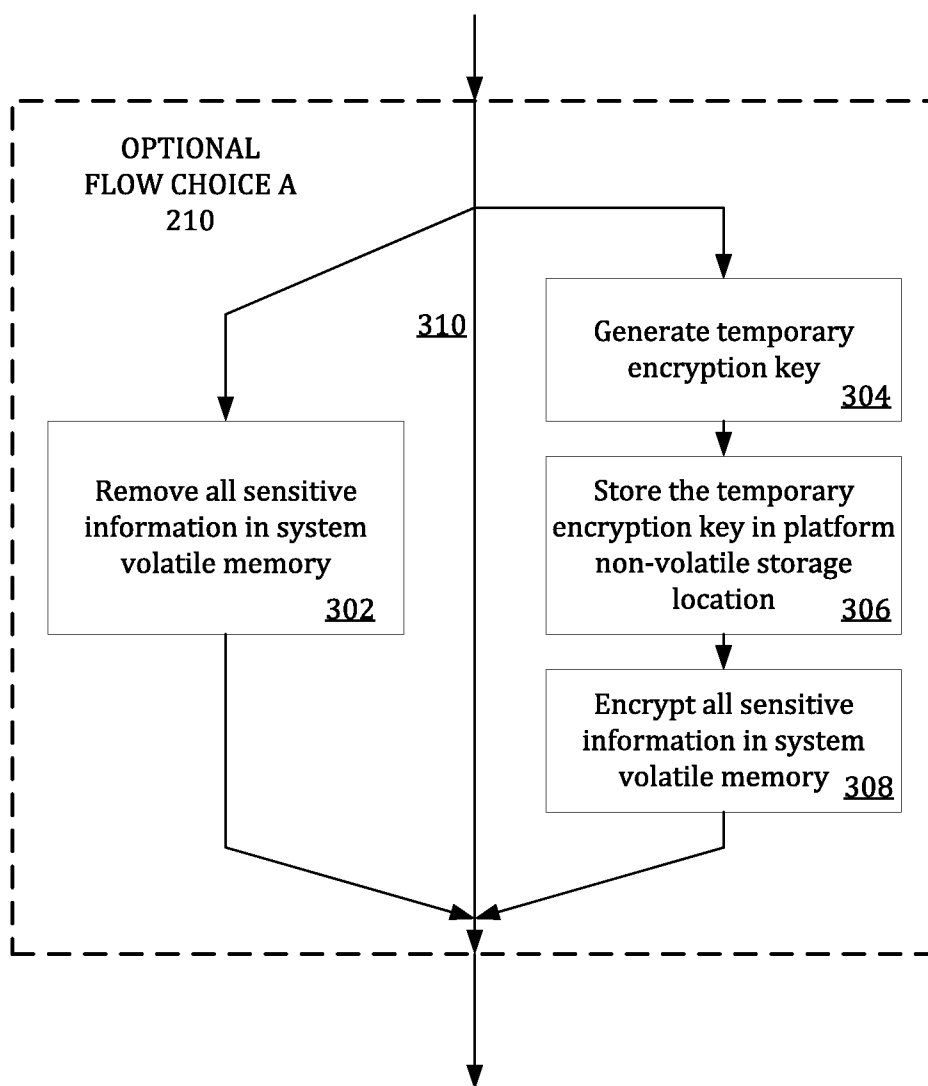 OPTIONAL
FLOW CHOICE A
210
310
Remove all sensitive
information in system
volatile memory
302
Generate temporary
encryption key
304
Store the temporary
encryption key in platform
non-volatile storage
location
306
Encrypt all sensitive
information in system
volatile memory
308